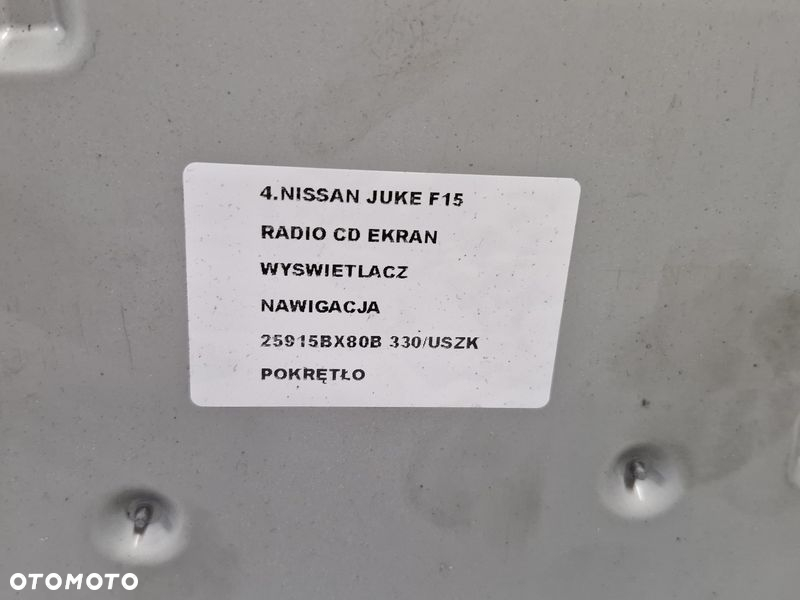 4.NISSAN JUKE F15
RADIO CD EKRAN
WYSWIETLACZ
NAWIGACJA
25915BX80B 330/USZK
POKRĘTŁO
OTOMOTO